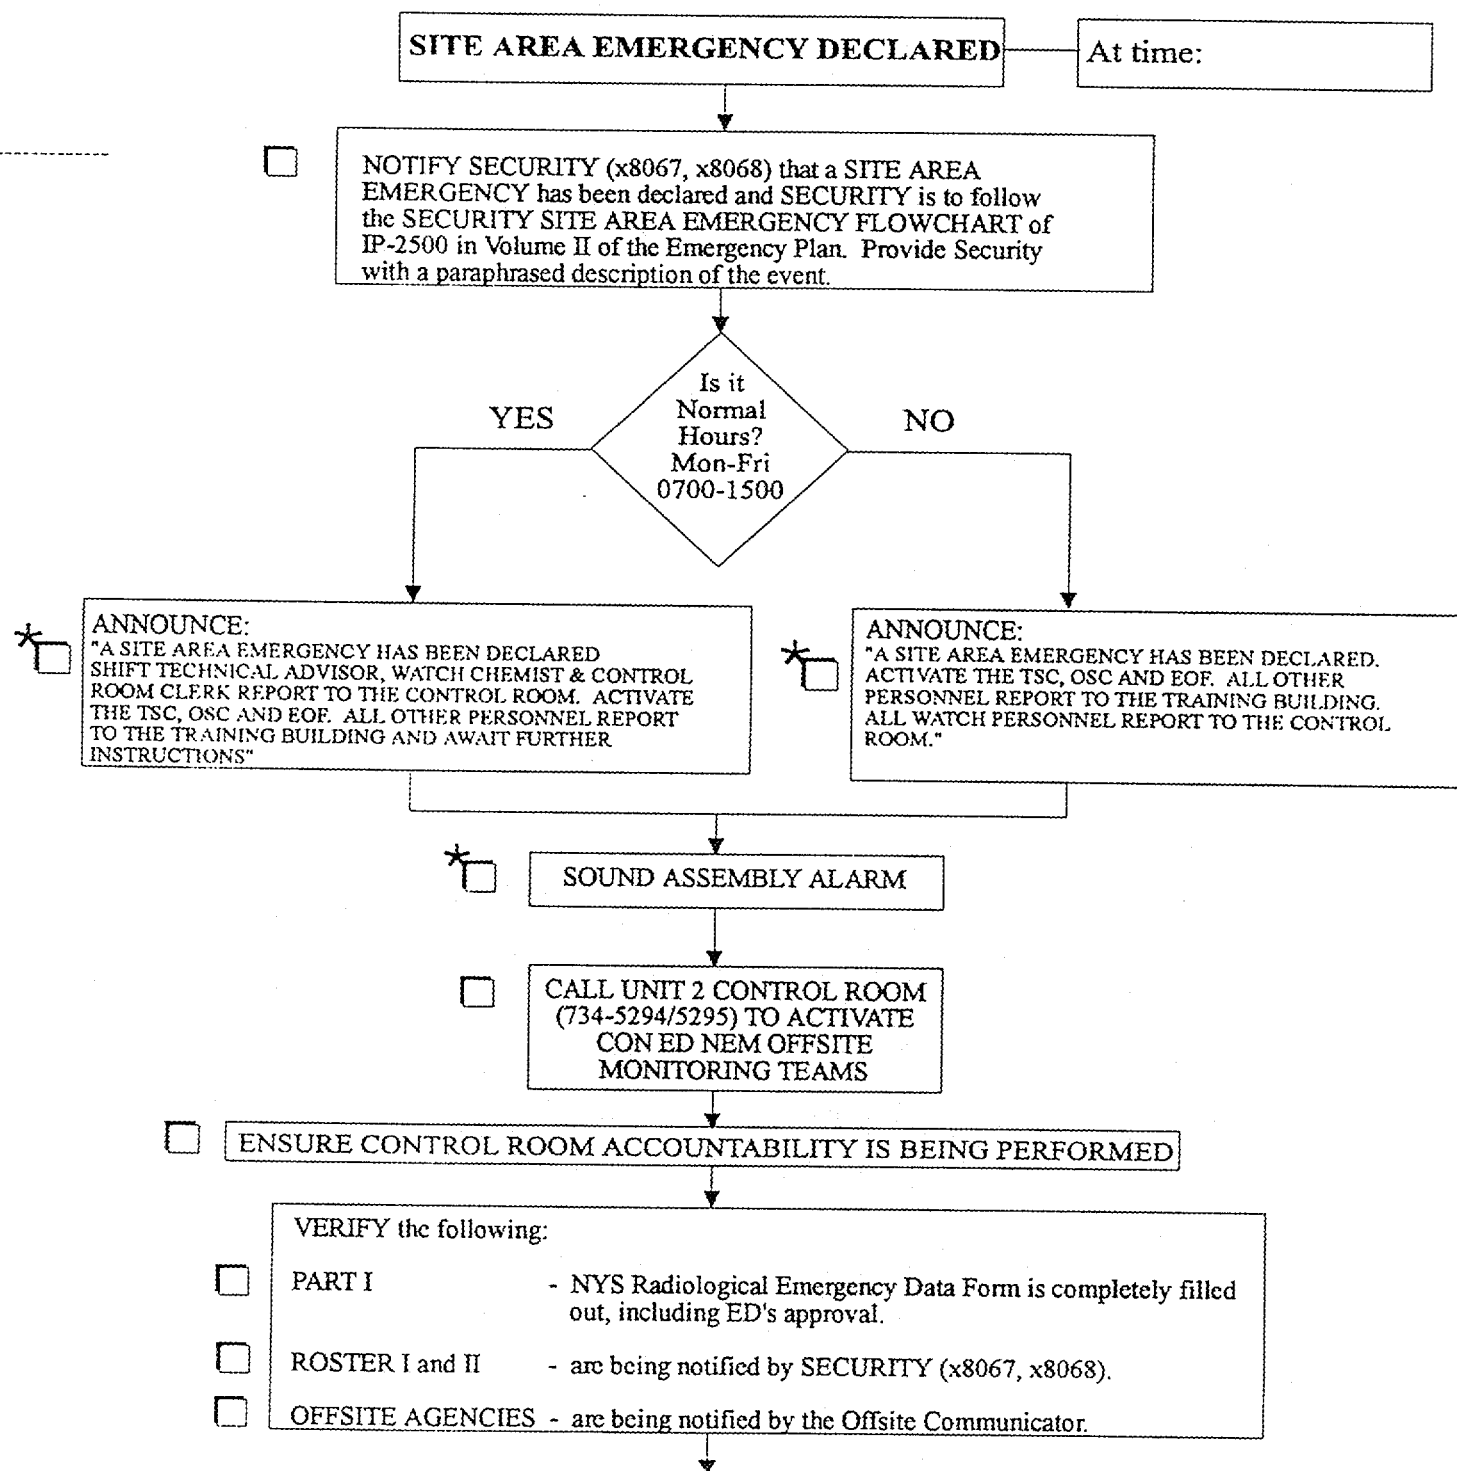 SITE AREA EMERGENCY DECLARED
At time:
NOTIFY SECURITY (x8067, x8068) that a SITE AREA
EMERGENCY has been declared and SECURITY is to follow
the SECURITY SITE AREA EMERGENCY FLOWCHART of
IP-2500 in Volume II of the Emergency Plan. Provide Security
with a paraphrased description of the event.
Is it
Normal
Hours?
Mon-Fri
0700-1500
YES
NO
ANNOUNCE:
"A SITE AREA EMERGENCY HAS BEEN DECLARED
SHIFT TECHNICAL ADVISOR, WATCH CHEMIST & CONTROL
ROOM CLERK REPORT TO THE CONTROL ROOM. ACTIVATE
THE TSC, OSC AND EOF. ALL OTHER PERSONNEL REPORT
TO THE TRAINING BUILDING AND AWAIT FURTHER
INSTRUCTIONS"
ANNOUNCE:
"A SITE AREA EMERGENCY HAS BEEN DECLARED.
ACTIVATE THE TSC, OSC AND EOF. ALL OTHER
PERSONNEL REPORT TO THE TRAINING BUILDING.
ALL WATCH PERSONNEL REPORT TO THE CONTROL
ROOM."
SOUND ASSEMBLY ALARM
CALL UNIT 2 CONTROL ROOM
(734-5294/5295) TO ACTIVATE
CON ED NEM OFFSITE
MONITORING TEAMS
ENSURE CONTROL ROOM ACCOUNTABILITY IS BEING PERFORMED
VERIFY the following:
PART I - NYS Radiological Emergency Data Form is completely filled
out, including ED's approval.
ROSTER I and II - are being notified by SECURITY (x8067, x8068).
OFFSITE AGENCIES - are being notified by the Offsite Communicator.